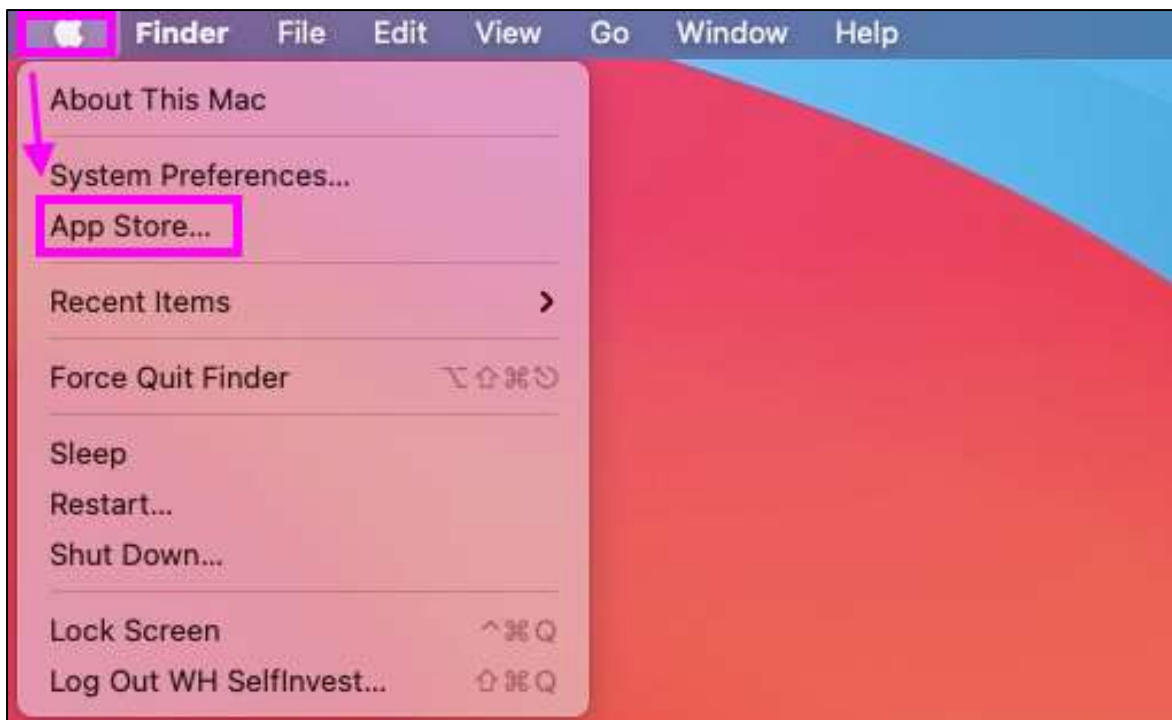 Finder File Edit View Go Window Help
About This Mac
System Preferences...
App Store...
Recent Items
Force Quit Finder ⌥⇧⌘⎋
Sleep
Restart...
Shut Down...
Lock Screen ^⌘Q
Log Out WH SelfInvest... ⇧⌘Q